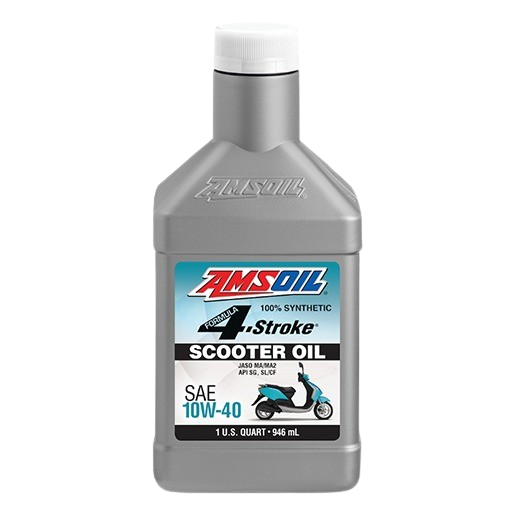 AMSOIL
AMSOIL®
100% SYNTHETIC
FORMULA
4-Stroke®
SCOOTER OIL
JASO MA/MA2
API SG, SL/CF
SAE
10W-40
1 U.S. QUART • 946 mL